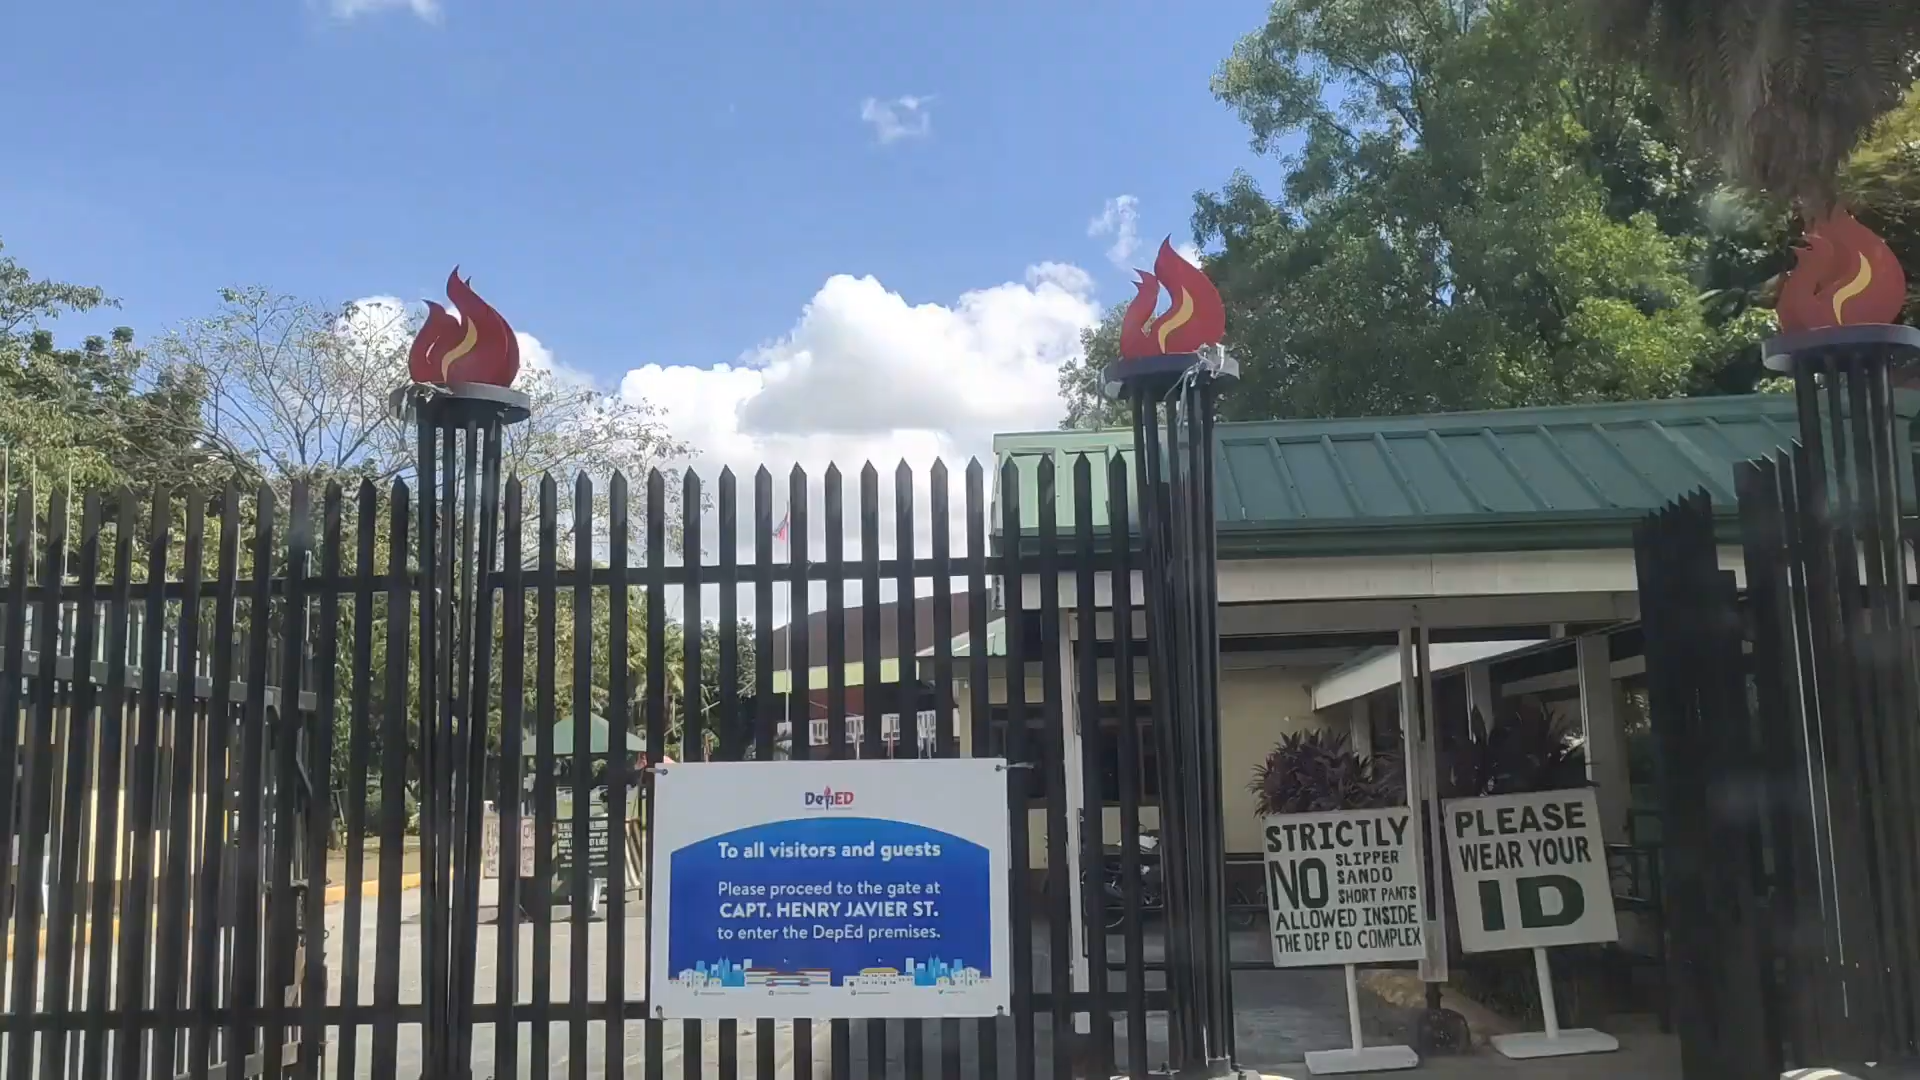 DepED
To all visitors and guests
Please proceed to the gate at
CAPT. HENRY JAVIER ST.
to enter the DepEd premises.
STRICTLY
NO SLIPPER
SANDO
SHORT PANTS
ALLOWED INSIDE
THE DEP ED COMPLEX
PLEASE
WEAR YOUR
ID